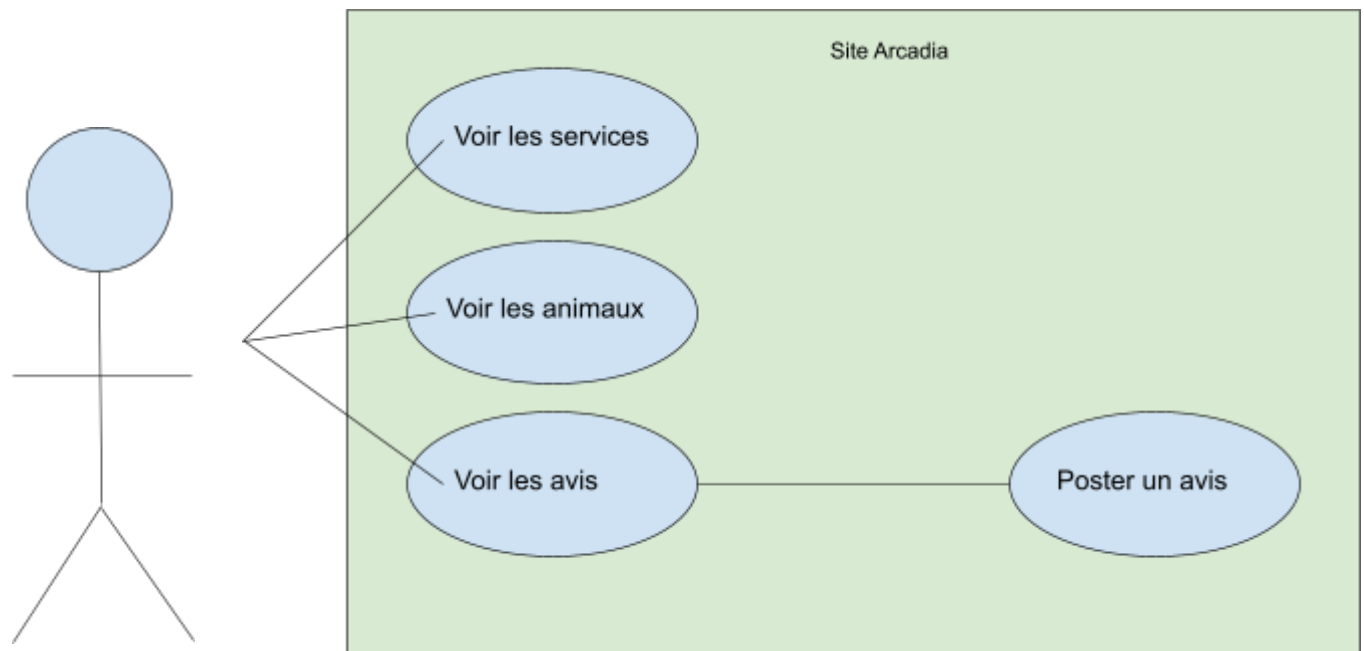 Site Arcadia
Voir les services
Voir les animaux
Voir les avis
Poster un avis